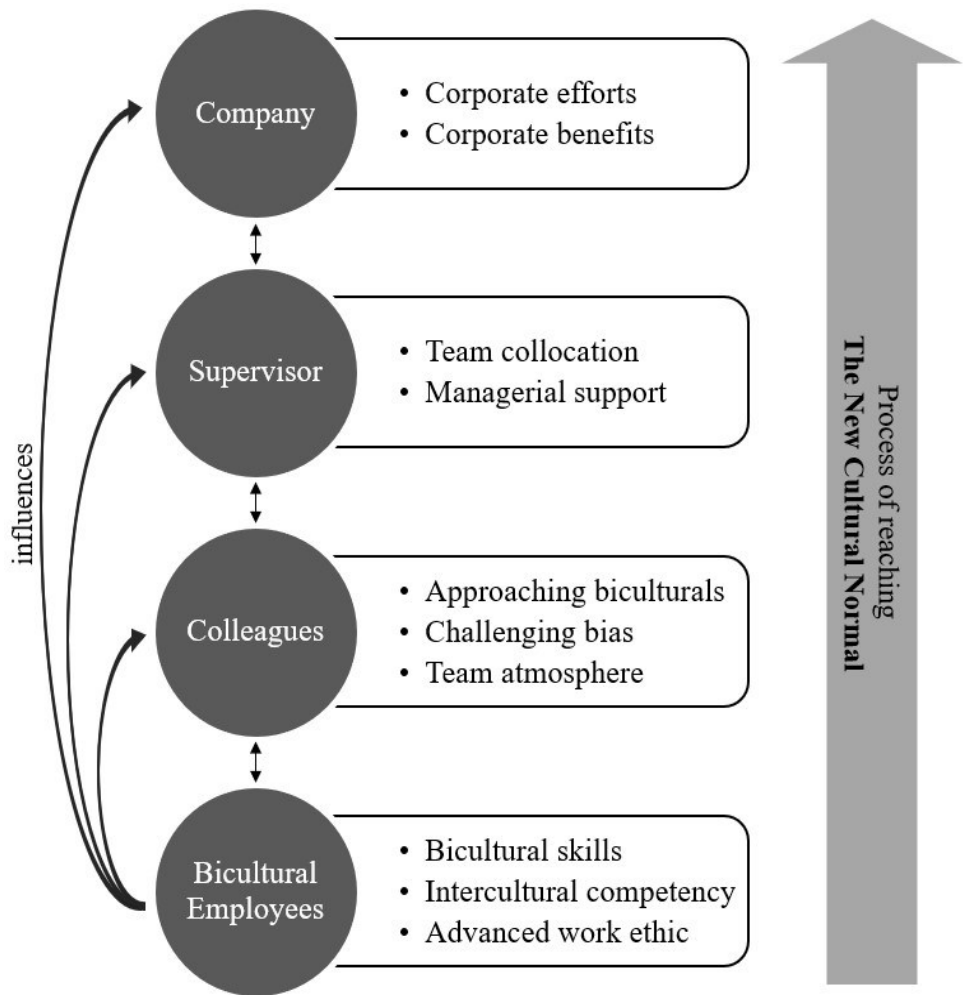 Company
• Corporate efforts
• Corporate benefits
Supervisor
• Team collocation
• Managerial support
Colleagues
• Approaching biculturals
• Challenging bias
• Team atmosphere
Bicultural
Employees
• Bicultural skills
• Intercultural competency
• Advanced work ethic
influences
Process of reaching
The New Cultural Normal